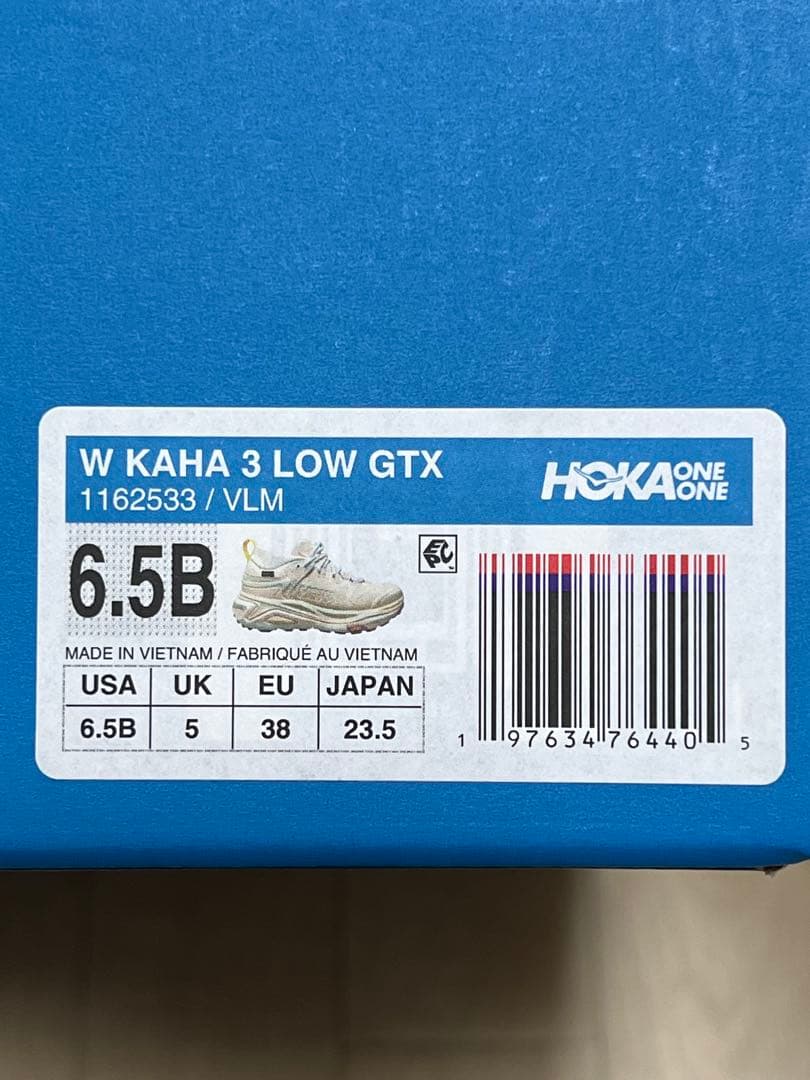 W KAHA 3 LOW GTX
1162533 / VLM
HOKA ONE ONE
6.5B
EPC
MADE IN VIETNAM / FABRIQUÉ AU VIETNAM
USA UK EU JAPAN
6.5B 5 38 23.5
1 97634 76440 5